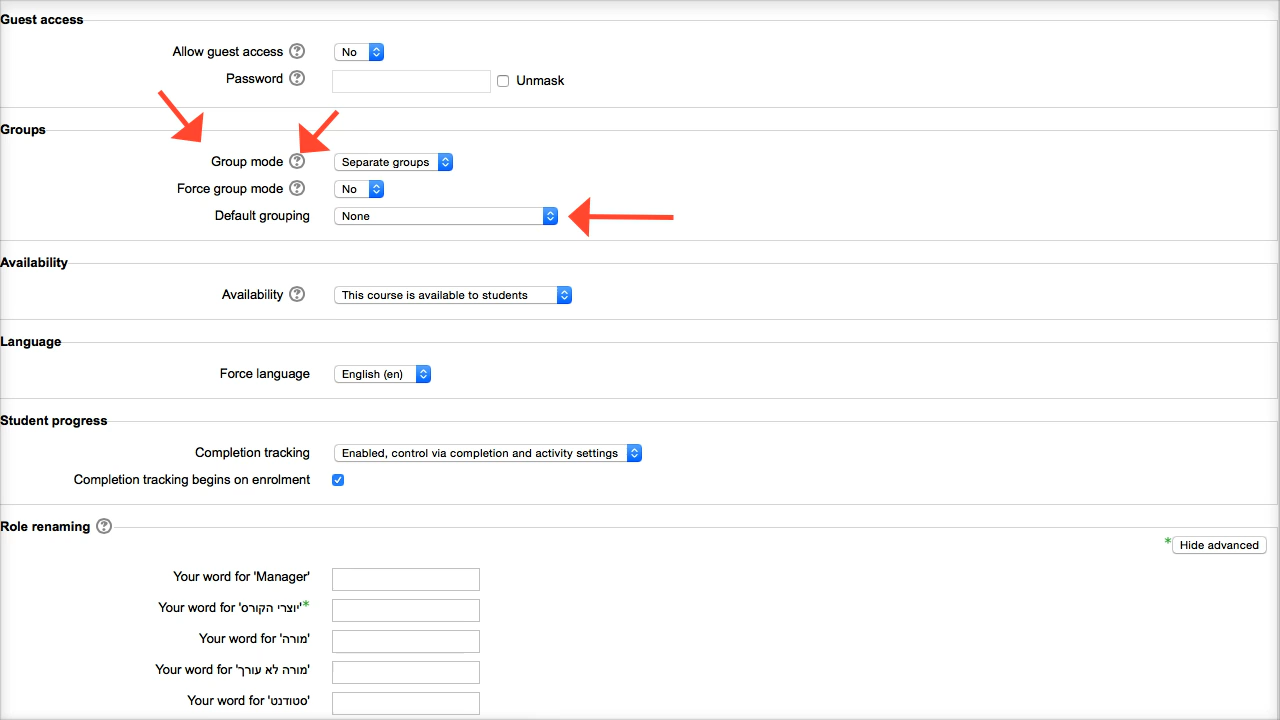 Guest access
Allow guest access No
Password Unmask
Groups
Group mode Separate groups
Force group mode No
Default grouping None
Availability
Availability This course is available to students
Language
Force language English (en)
Student progress
Completion tracking Enabled, control via completion and activity settings
Completion tracking begins on enrolment
Role renaming
* Hide advanced
Your word for 'Manager'
Your word for 'יוצרי הקורס'*
Your word for 'מורה'
Your word for 'מורה לא עורך'
Your word for 'סטודנט'